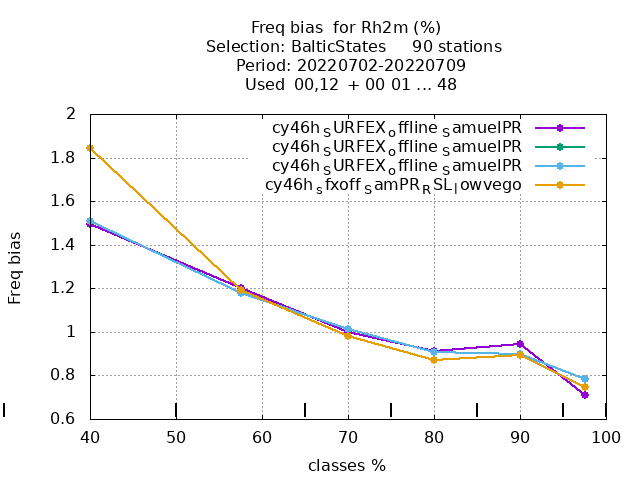 Freq bias for Rh2m (%)
Selection: BalticStates 90 stations
Period: 20220702-20220709
Used 00,12 + 00 01 ... 48
cy46h_SURFEX_offline_SamuelPR
cy46h_SURFEX_offline_SamuelPR
cy46h_SURFEX_offline_SamuelPR
cy46h_sfxoff_SamPR_RSL_lowvego
2
1.8
1.6
1.4
1.2
1
0.8
0.6
Freq bias
40 50 60 70 80 90 100
classes %